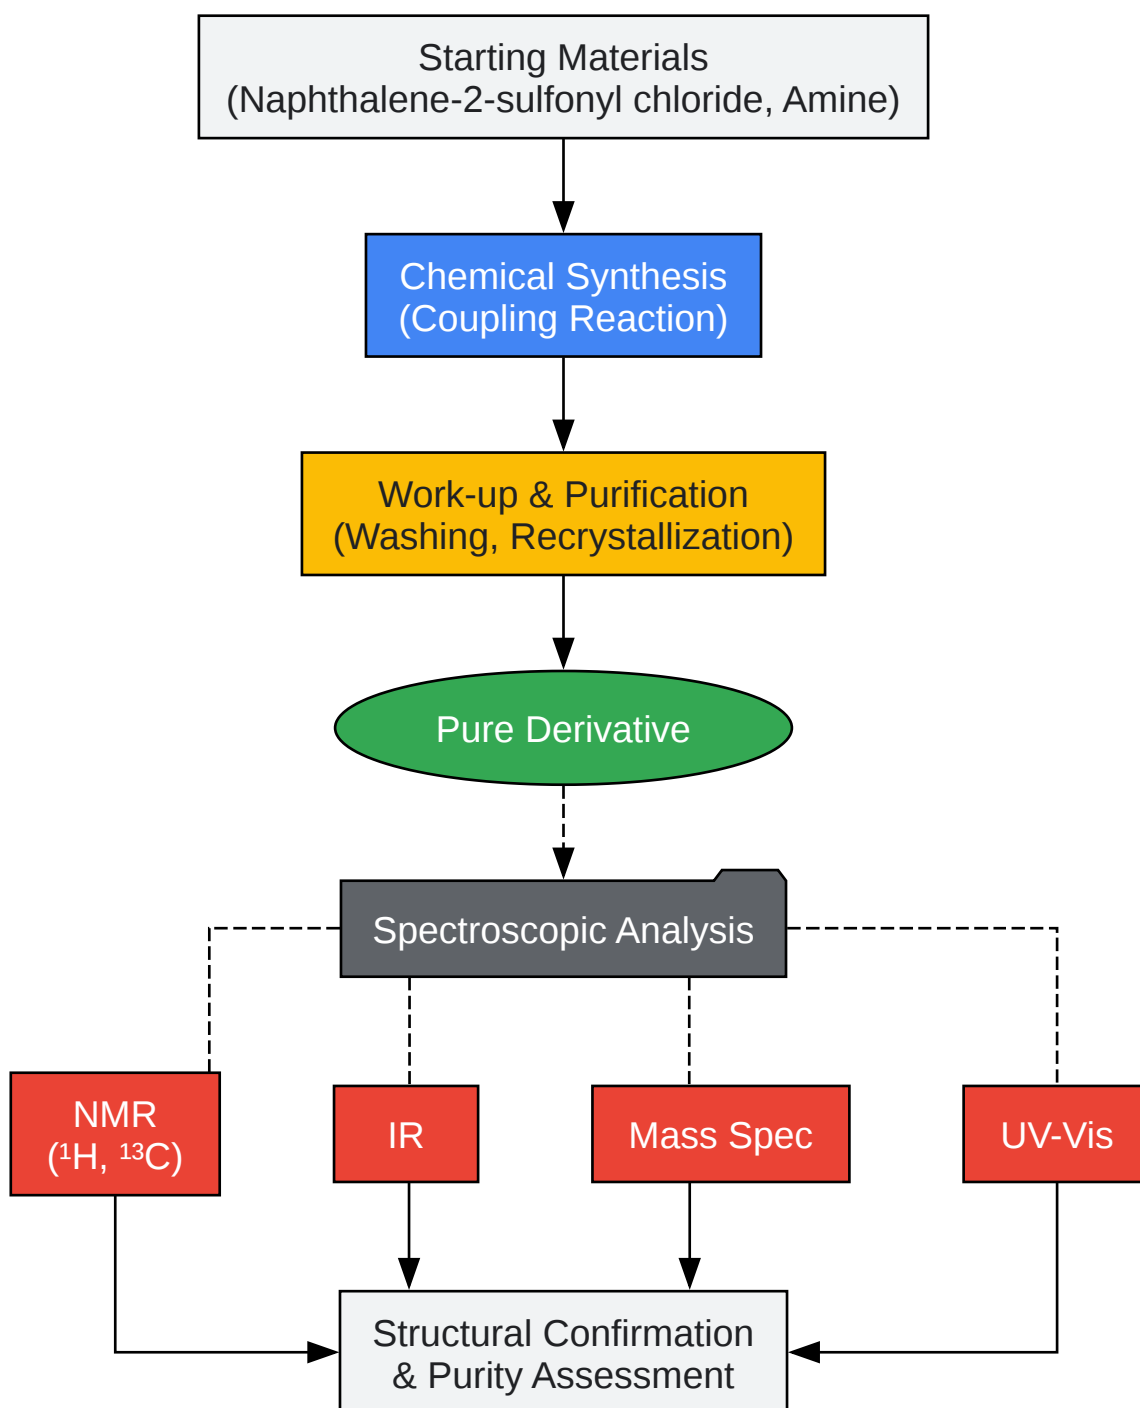 Starting Materials
(Naphthalene-2-sulfonyl chloride, Amine)
Chemical Synthesis
(Coupling Reaction)
Work-up & Purification
(Washing, Recrystallization)
Pure Derivative
Spectroscopic Analysis
NMR
(¹H, ¹³C)
IR
Mass Spec
UV-Vis
Structural Confirmation
& Purity Assessment